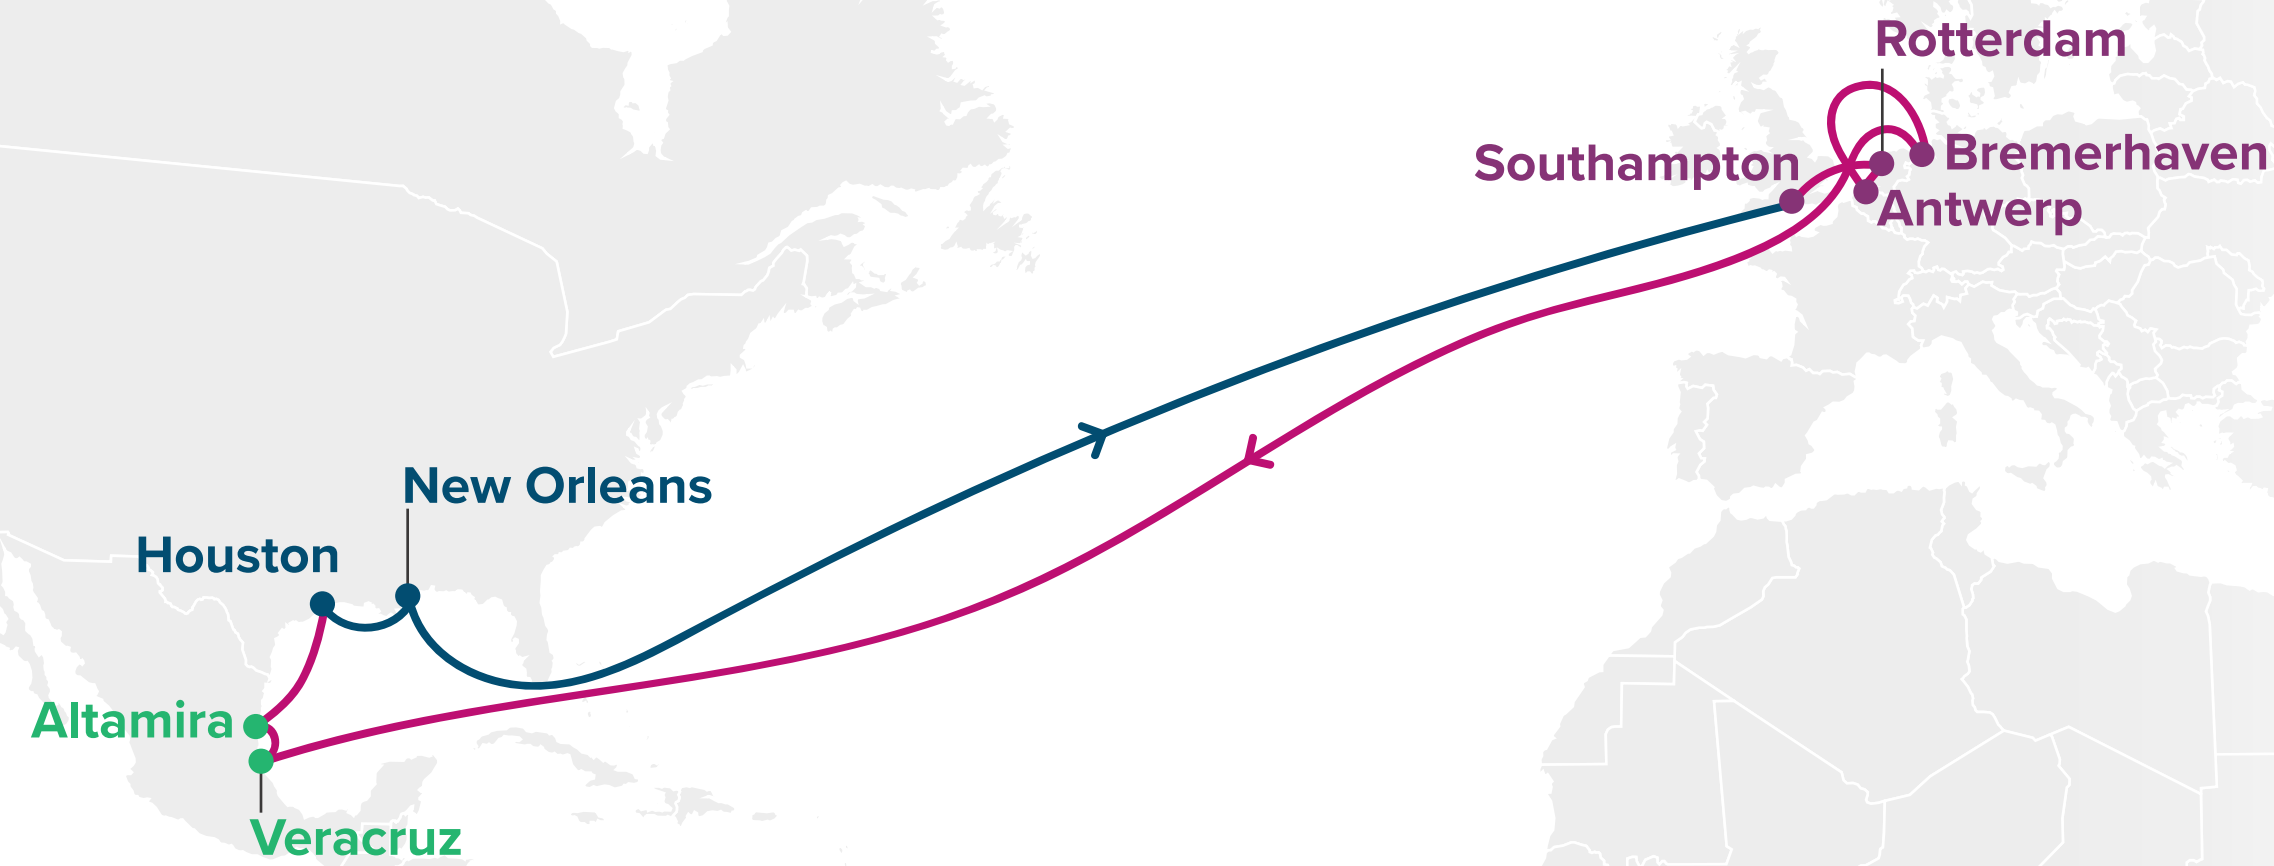 Rotterdam
Southampton
Bremerhaven
Antwerp
New Orleans
Houston
Altamira
Veracruz